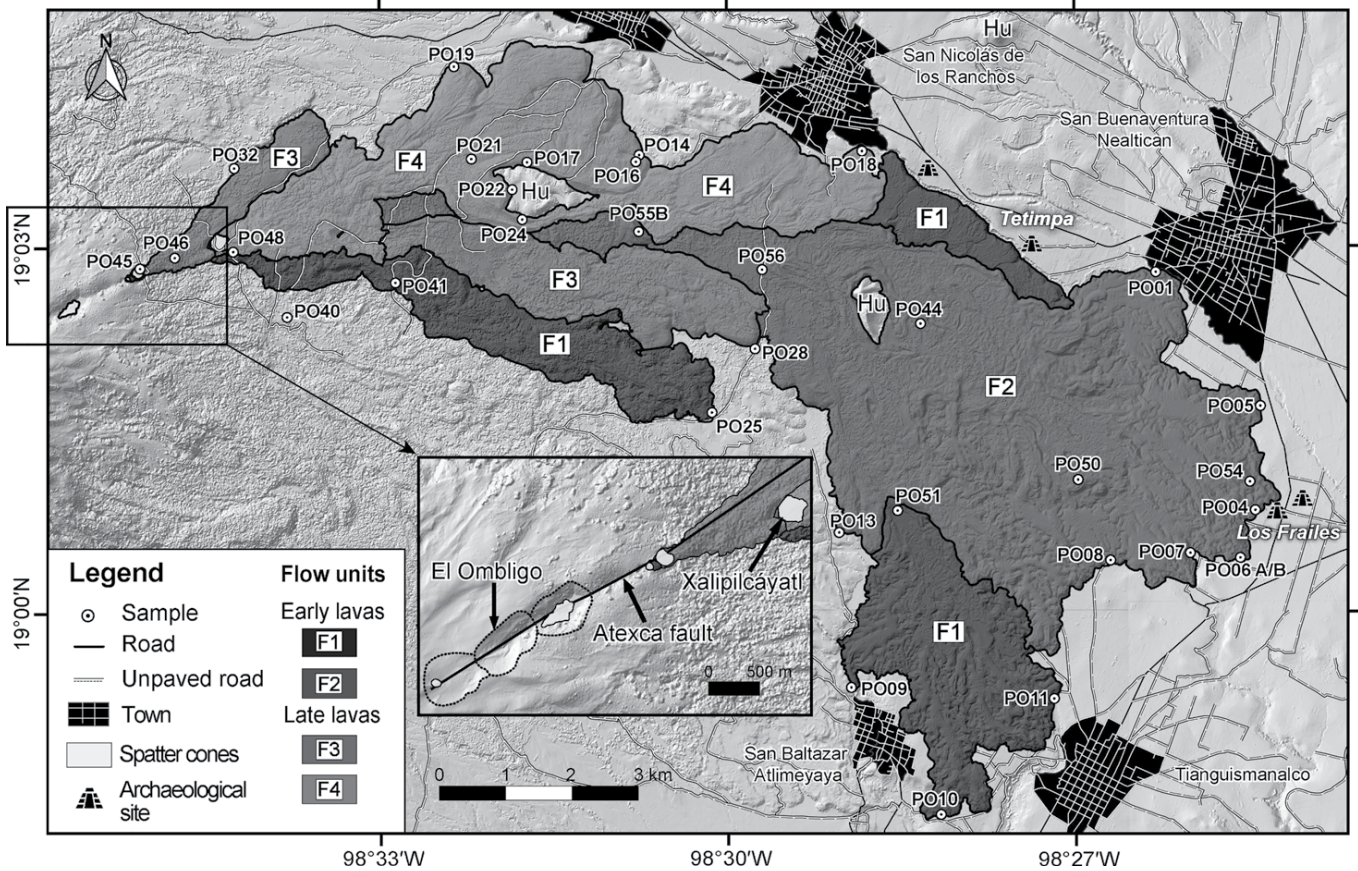 Hu
San Nicolás de
los Ranchos
N
PO19
San Buenaventura
Nealtican
PO32
F3
F4
PO21
PO17
PO14
PO16
PO18
PO22
Hu
F4
F1
Tetimpa
19°03'N
PO24
PO55B
PO46
PO48
PO45
PO56
PO01
F3
PO41
Hu
PO44
PO40
F1
PO28
F2
PO25
PO05
PO50
PO54
PO51
PO04
PO13
Los Frailes
PO08
PO07
PO06 A/B
El Ombligo
Xalipilcáyatl
Atexca fault
0 500 m
19°00'N
F1
PO09
PO11
San Baltazar
Atlimeyaya
Tianguismanalco
PO10
0 1 2 3 km
Legend
Flow units
Sample
Early lavas
Road
F1
Unpaved road
F2
Town
Late lavas
Spatter cones
F3
Archaeological
site
F4
98°33'W
98°30'W
98°27'W